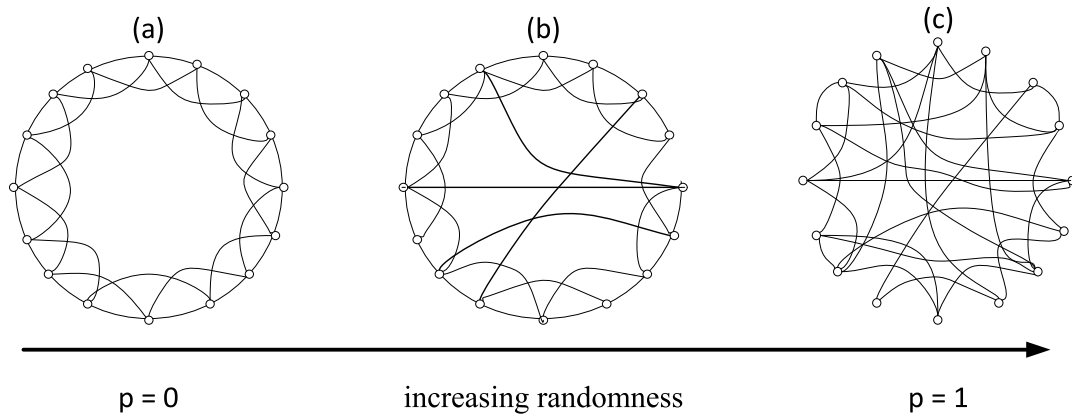 (a)
(b)
(c)
p = 0
increasing randomness
p = 1